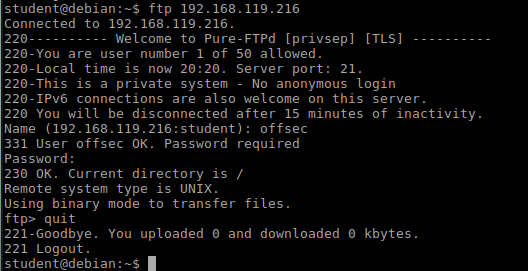 student@debian:~$ ftp 192.168.119.216
Connected to 192.168.119.216.
220---------- Welcome to Pure-FTPd [privsep] [TLS] ----------
220-You are user number 1 of 50 allowed.
220-Local time is now 20:20. Server port: 21.
220-This is a private system - No anonymous login
220-IPv6 connections are also welcome on this server.
220 You will be disconnected after 15 minutes of inactivity.
Name (192.168.119.216:student): offsec
331 User offsec OK. Password required
Password:
230 OK. Current directory is /
Remote system type is UNIX.
Using binary mode to transfer files.
ftp> quit
221-Goodbye. You uploaded 0 and downloaded 0 kbytes.
221 Logout.
student@debian:~$